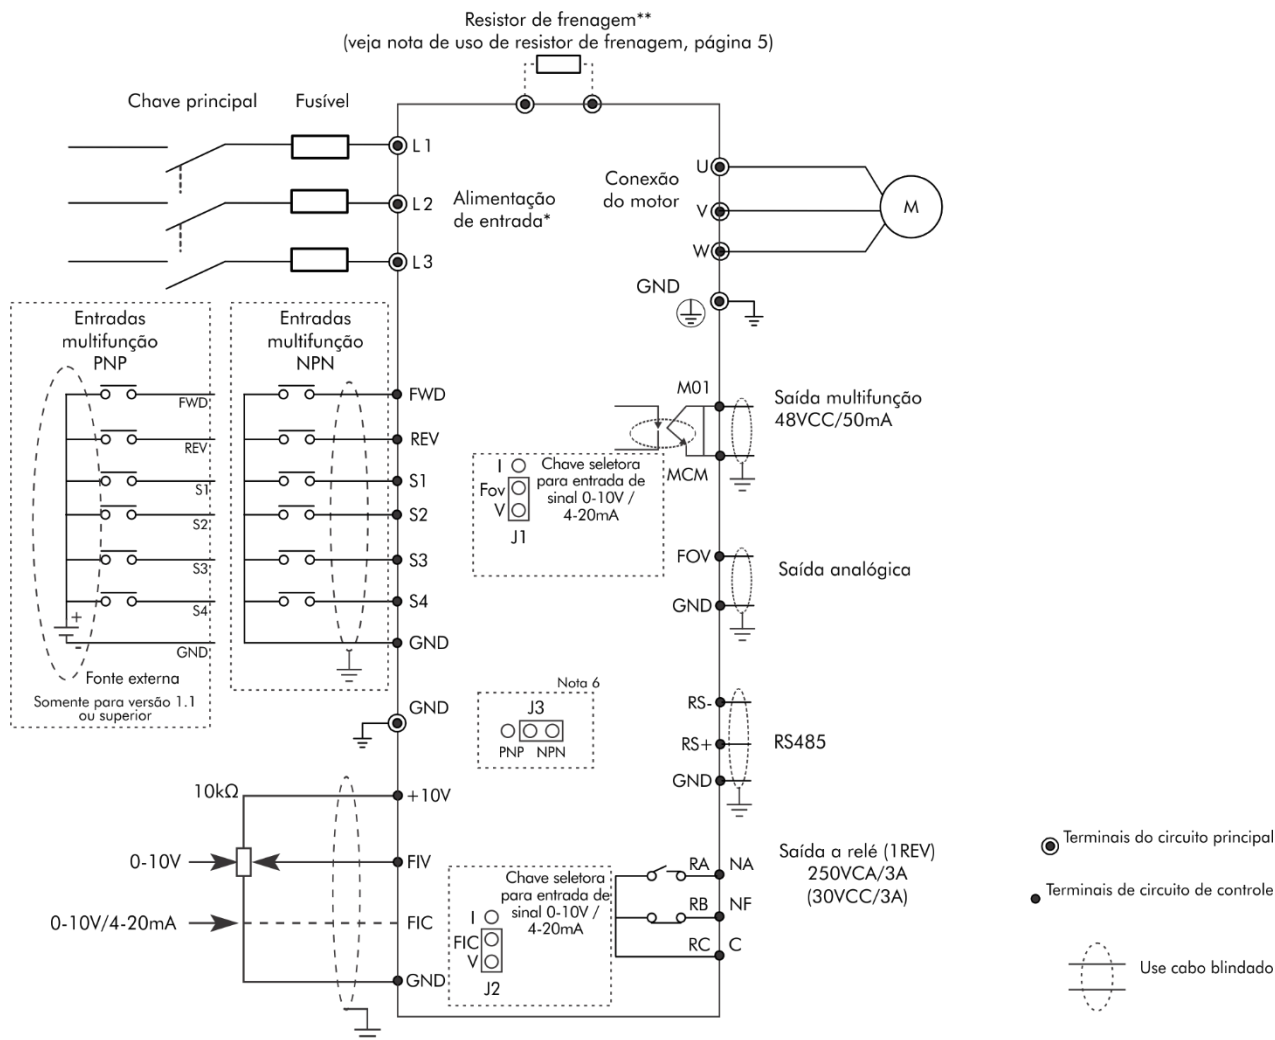 Resistor de frenagem**
(veja nota de uso de resistor de frenagem, página 5)
Chave principal
Fusível
L1
L2
L3
Alimentação
de entrada*
Conexão
do motor
U
V
W
M
GND
Entradas
multifunção
PNP
FWD
REV
S1
S2
S3
S4
+
-
GND
Fonte externa
Somente para versão 1.1
ou superior
Entradas
multifunção
NPN
FWD
REV
S1
S2
S3
S4
GND
GND
M01
MCM
Saída multifunção
48VCC/50mA
I
Fov
V
J1
Chave seletora
para entrada de
sinal 0-10V /
4-20mA
FOV
GND
Saída analógica
Nota 6
J3
PNP NPN
RS-
RS+
GND
RS485
10kΩ
+10V
0-10V
FIV
0-10V/4-20mA
FIC
GND
I
FIC
V
J2
Chave seletora
para entrada de
sinal 0-10V /
4-20mA
RA NA
RB NF
RC C
Saída a relé (1REV)
250VCA/3A
(30VCC/3A)
Terminais do circuito principal
Terminais de circuito de controle
Use cabo blindado